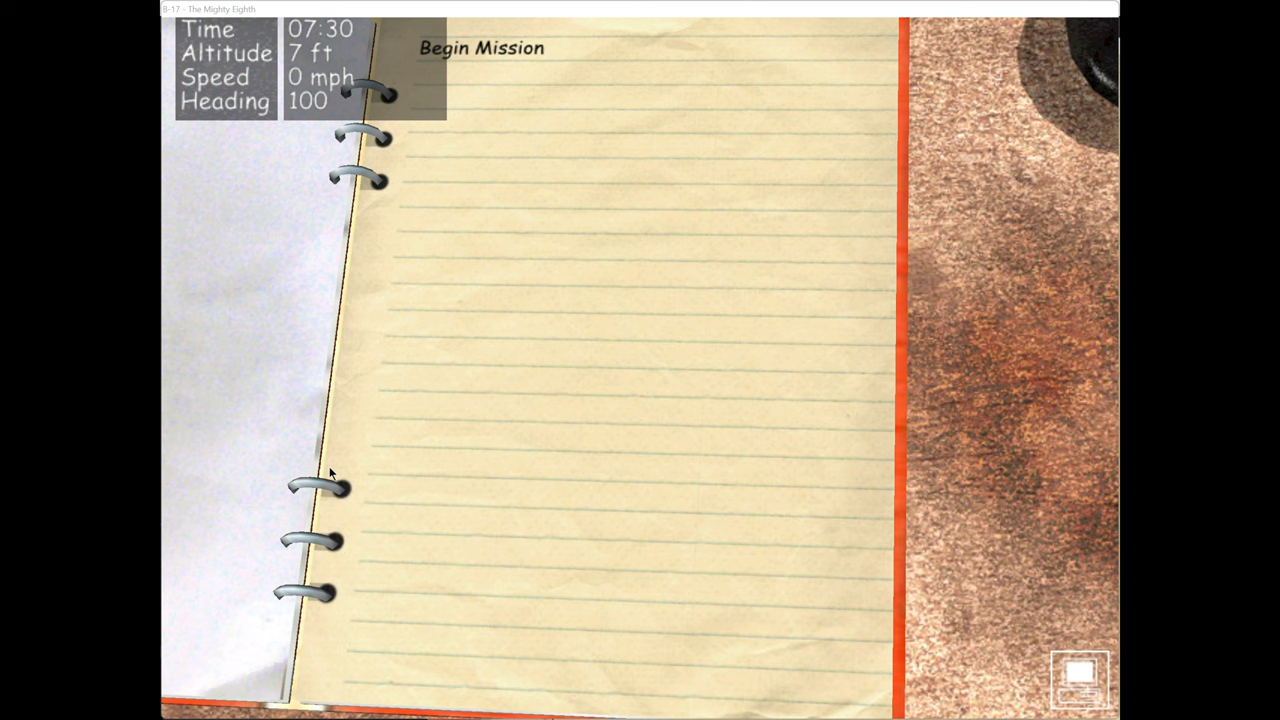 B-17 - The Mighty Eighth
Time 07:30
Altitude 7 ft
Speed 0 mph
Heading 100
Begin Mission